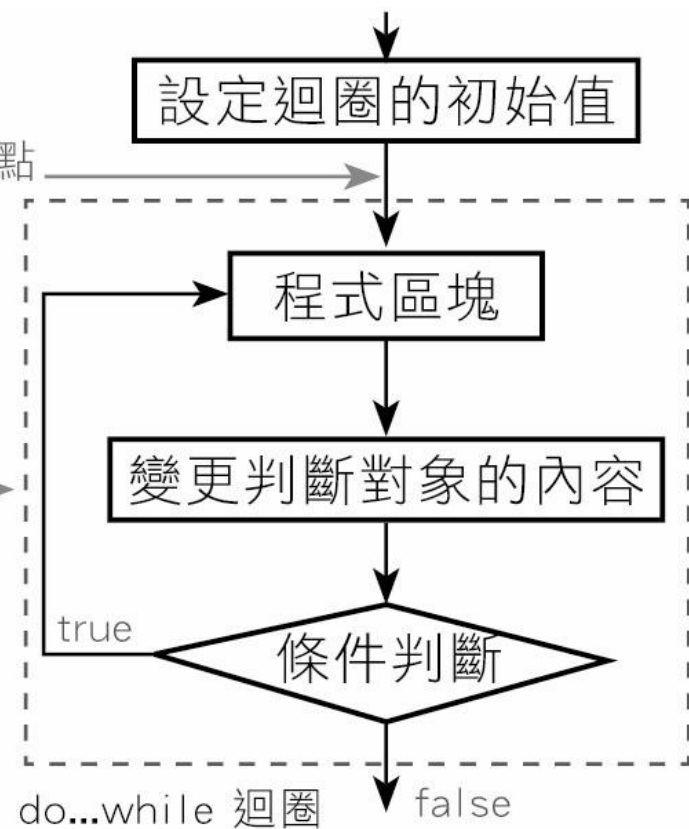 設定迴圈的初始值
點
程式區塊
變更判斷對象的內容
true
條件判斷
do...while 迴圈
false